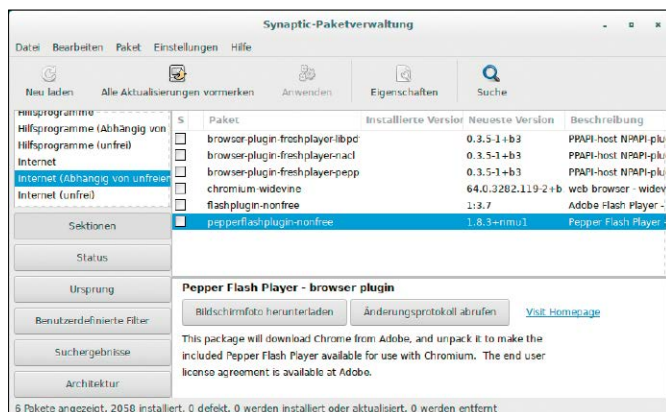 Synaptic-Paketverwaltung
Datei Bearbeiten Paket Einstellungen Hilfe
Neu laden Alle Aktualisierungen vormerken Anwenden Eigenschaften Suche
Hilfsprogramme
Hilfsprogramme (Abhängig von
Hilfsprogramme (unfrei)
Internet
Internet (Abhängig von unfreien
Internet (unfrei)
Sektionen
Status
Ursprung
Benutzerdefinierte Filter
Suchergebnisse
Architektur
S Paket Installierte Version Neueste Version Beschreibung
browser-plugin-freshplayer-libpd 0.3.5-1+b3 PPAPI-host NPAPI-plu
browser-plugin-freshplayer-nacl 0.3.5-1+b3 PPAPI-host NPAPI-plu
browser-plugin-freshplayer-pepp 0.3.5-1+b3 PPAPI-host NPAPI-plu
chromium-widevine 64.0.3282.119-2+b web browser - widev
flashplugin-nonfree 1:3.7 Adobe Flash Player -
pepperflashplugin-nonfree 1.8.3+nmu1 Pepper Flash Player -
Pepper Flash Player - browser plugin
Bildschirmfoto herunterladen Änderungsprotokoll abrufen Visit Homepage
This package will download Chrome from Adobe, and unpack it to make the
included Pepper Flash Player available for use with Chromium. The end user
license agreement is available at Adobe.
6 Pakete angezeigt, 2058 installiert, 0 defekt, 0 werden installiert oder aktualisiert, 0 werden entfernt